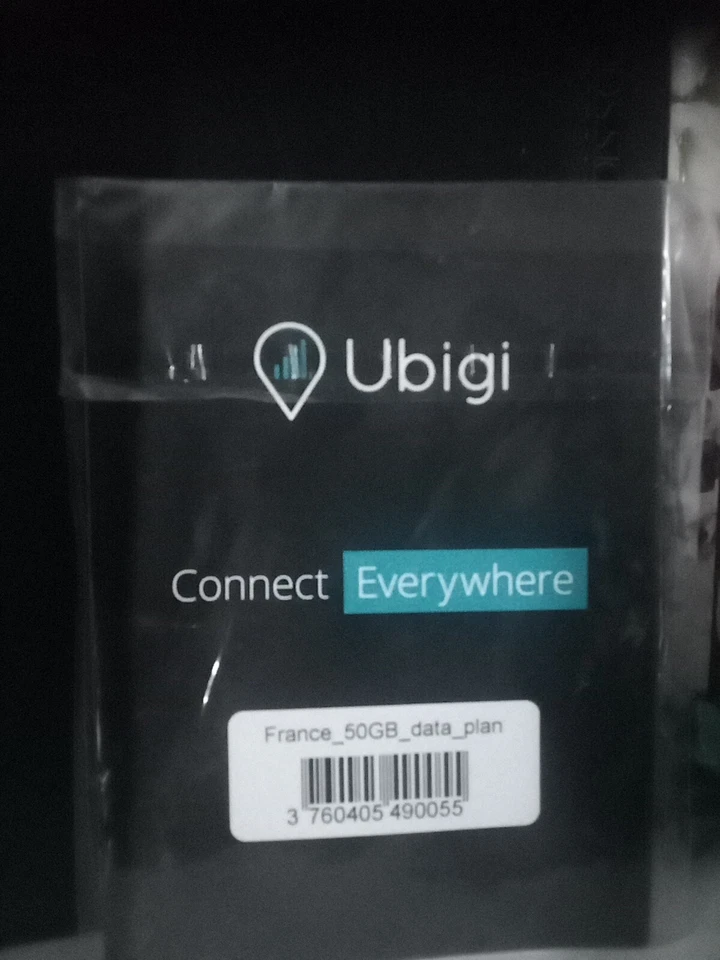 Ubigi
Connect Everywhere
France_50GB_data_plan
3 760405 490055